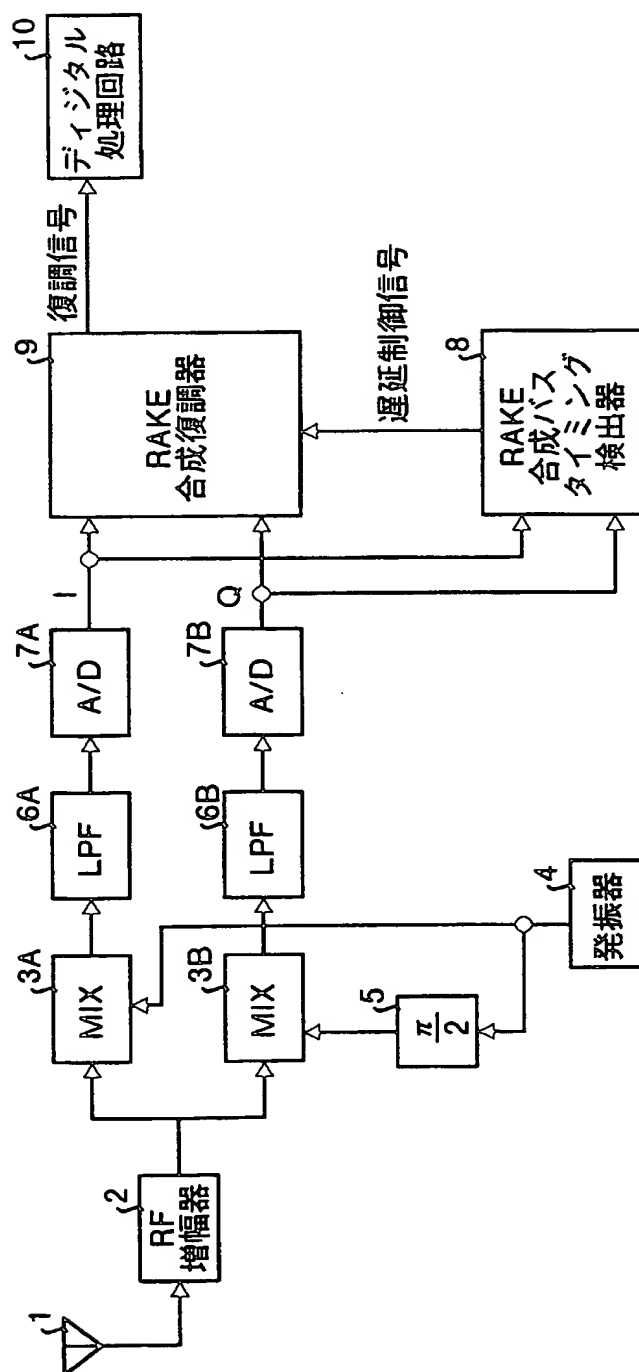 1
2
RF
増幅器
3A
MIX
3B
MIX
4
発振器
5
π
2
6A
LPF
6B
LPF
7A
A/D
7B
A/D
I
Q
8
RAKE
合成パス
タイミング
検出器
遅延制御信号
9
RAKE
合成復調器
復調信号
10
ディジタル
処理回路